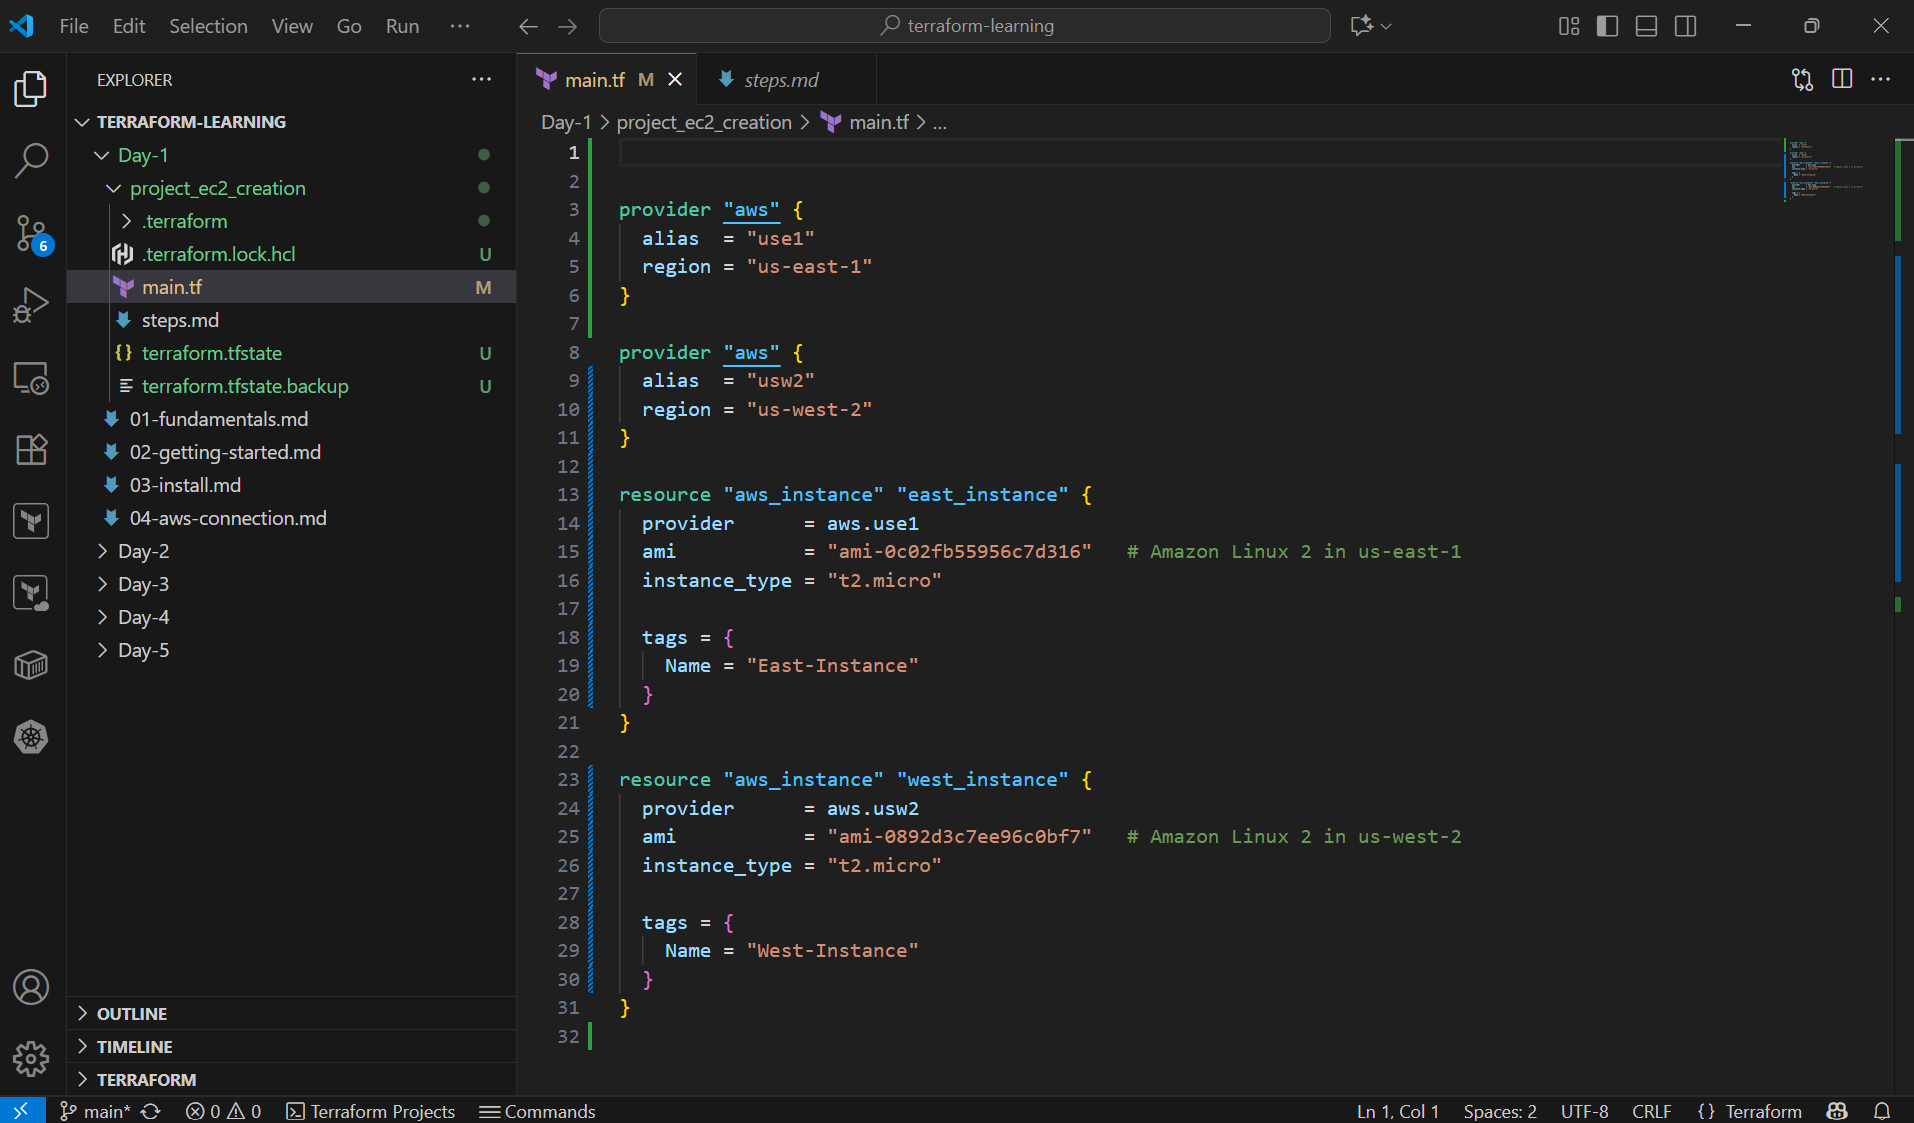 File Edit Selection View Go Run ··· terraform-learning
EXPLORER ···
TERRAFORM-LEARNING
Day-1
project_ec2_creation
.terraform
.terraform.lock.hcl U
main.tf M
steps.md
terraform.tfstate U
terraform.tfstate.backup U
01-fundamentals.md
02-getting-started.md
03-install.md
04-aws-connection.md
Day-2
Day-3
Day-4
Day-5
OUTLINE
TIMELINE
TERRAFORM
6
main.tf M steps.md
Day-1 > project_ec2_creation > main.tf > ...
1
2
3 provider "aws" {
4 alias  = "use1"
5 region = "us-east-1"
6 }
7
8 provider "aws" {
9 alias  = "usw2"
10 region = "us-west-2"
11 }
12
13 resource "aws_instance" "east_instance" {
14 provider      = aws.use1
15 ami           = "ami-0c02fb55956c7d316"   # Amazon Linux 2 in us-east-1
16 instance_type = "t2.micro"
17
18 tags = {
19 Name = "East-Instance"
20 }
21 }
22
23 resource "aws_instance" "west_instance" {
24 provider      = aws.usw2
25 ami           = "ami-0892d3c7ee96c0bf7"   # Amazon Linux 2 in us-west-2
26 instance_type = "t2.micro"
27
28 tags = {
29 Name = "West-Instance"
30 }
31 }
32
main* 0 0 Terraform Projects Commands Ln 1, Col 1 Spaces: 2 UTF-8 CRLF {} Terraform